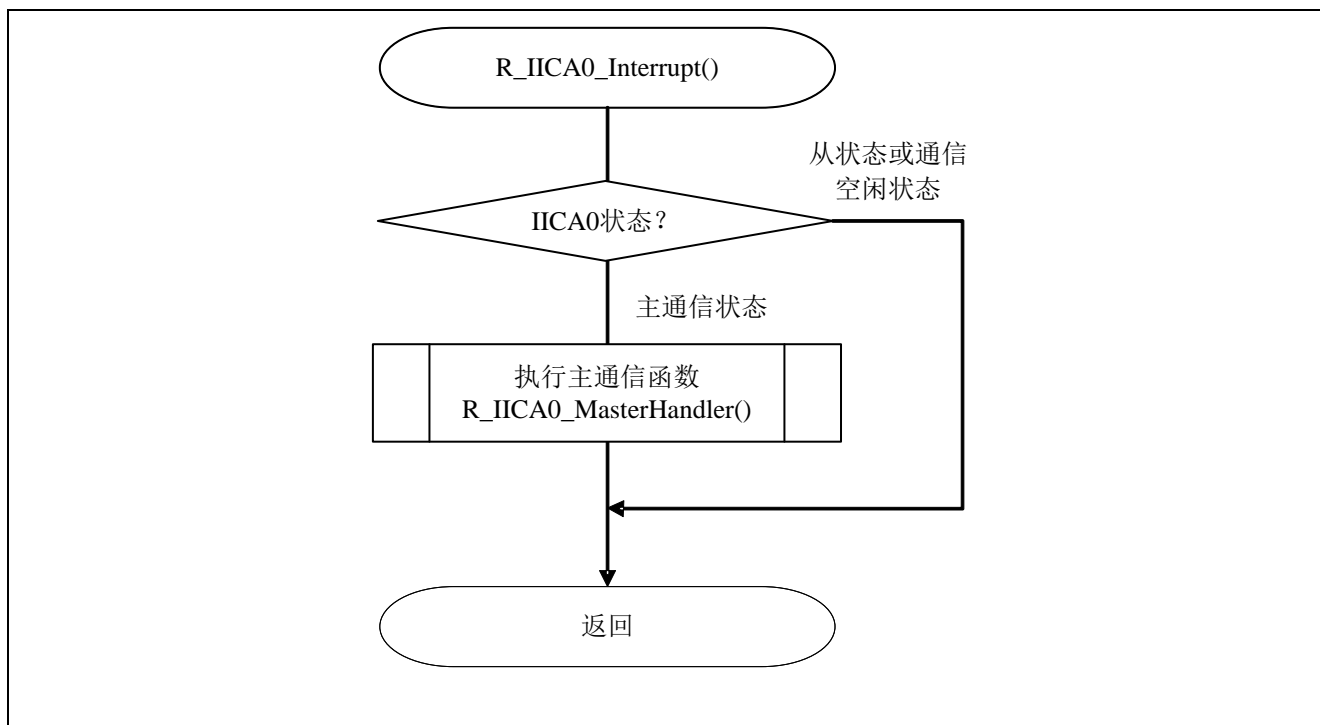 R_IICA0_Interrupt()
从状态或通信
空闲状态
IICA0状态？
主通信状态
执行主通信函数
R_IICA0_MasterHandler()
返回